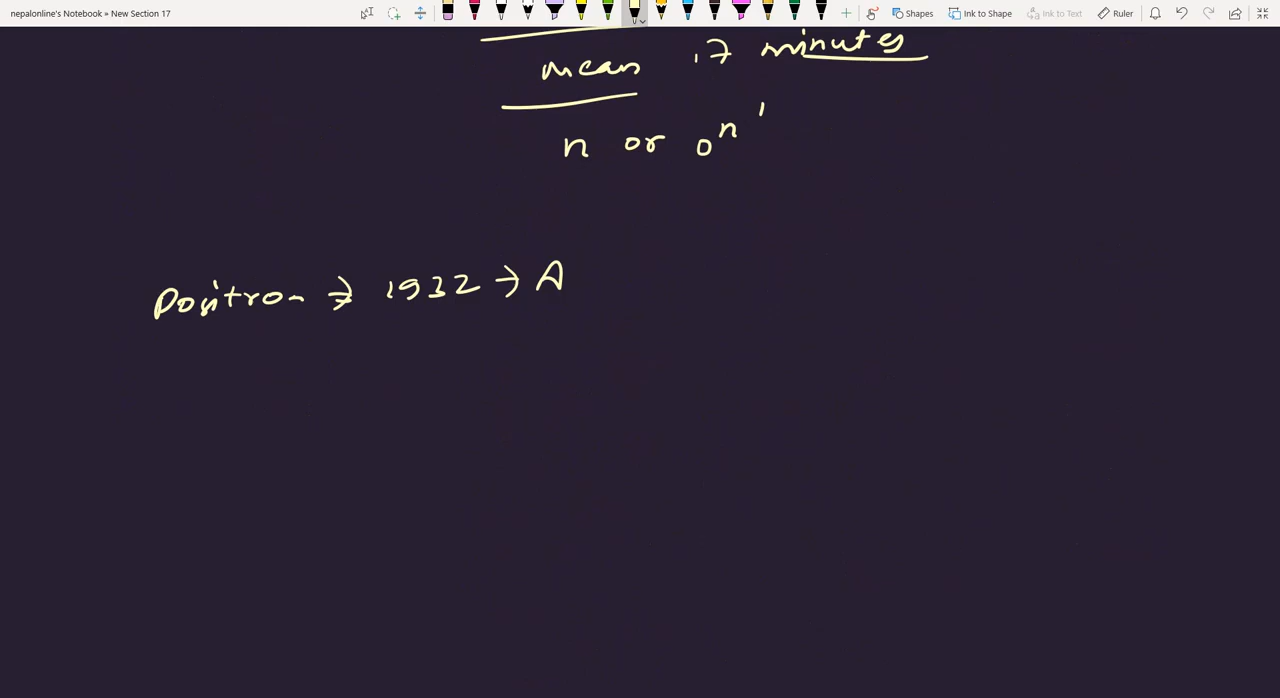 nepalonline's Notebook » New Section 17
Shapes Ink to Shape Ink to Text Ruler
mean 17 minutes
n or 0n1
Positron → 1932 → A